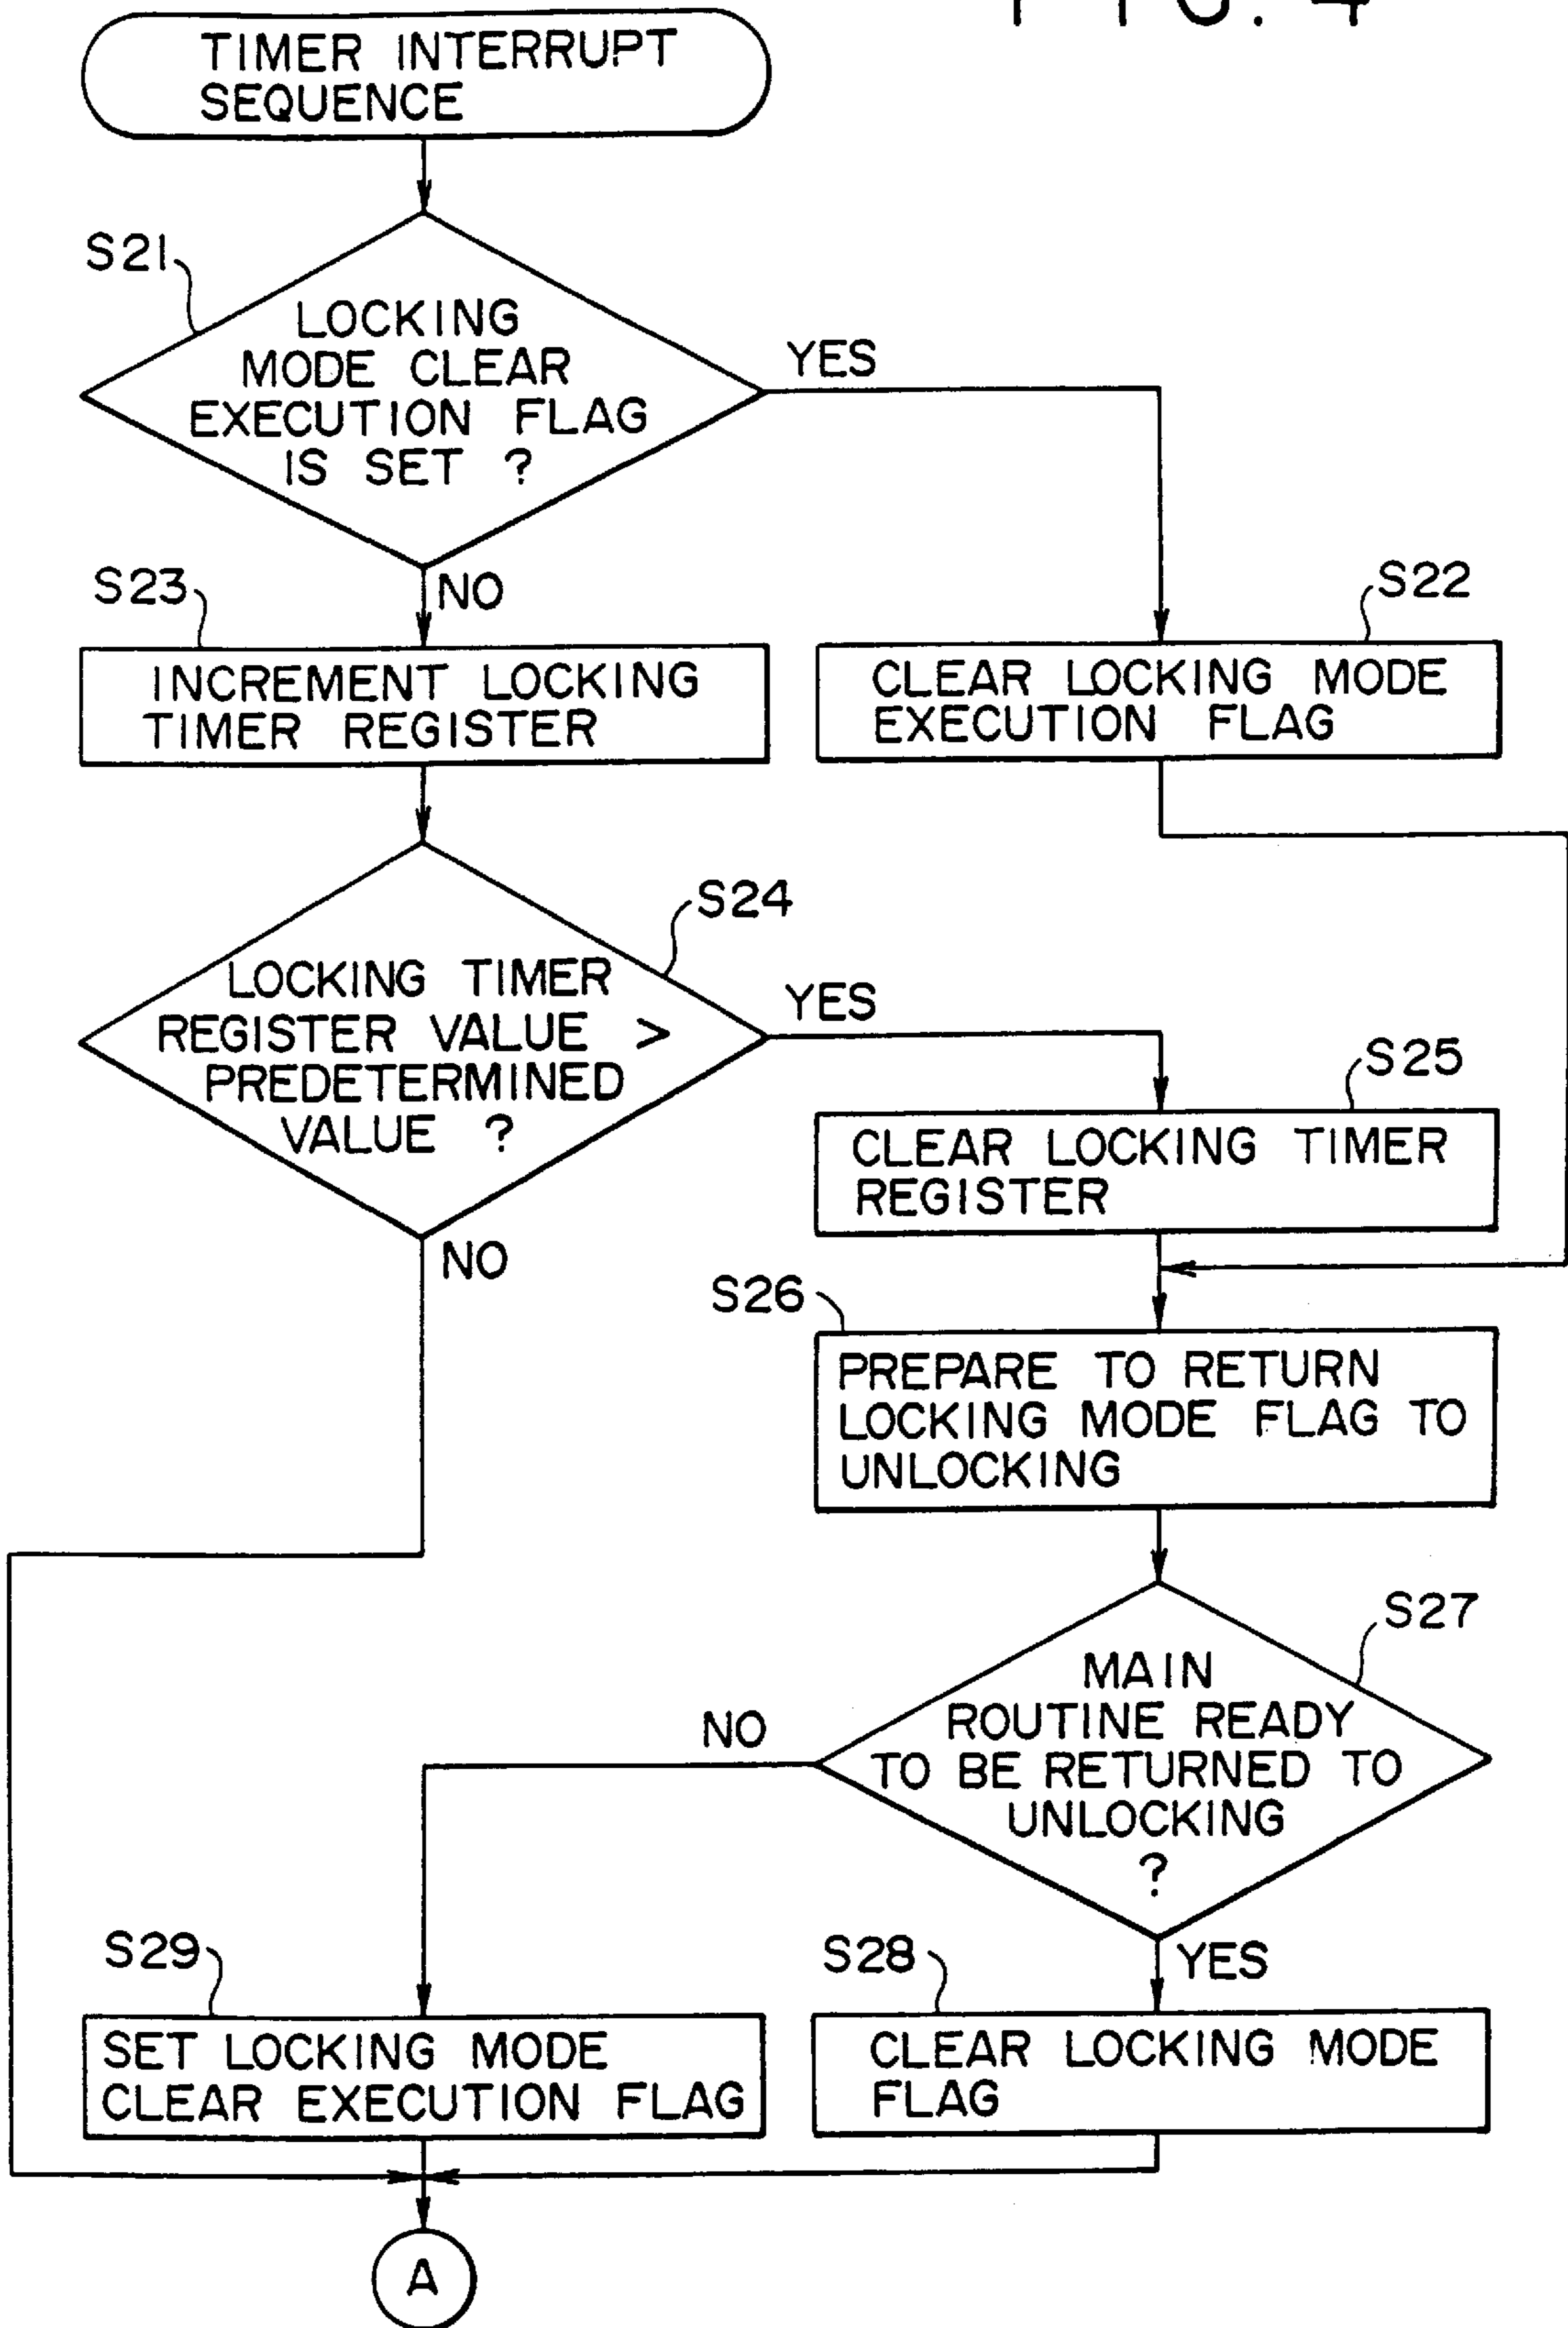 FIG. 4
TIMER INTERRUPT
SEQUENCE
S21
LOCKING
MODE CLEAR
EXECUTION FLAG
IS SET ?
YES
NO
S23
INCREMENT LOCKING
TIMER REGISTER
S22
CLEAR LOCKING MODE
EXECUTION FLAG
S24
LOCKING TIMER
REGISTER VALUE >
PREDETERMINED
VALUE ?
YES
NO
S25
CLEAR LOCKING TIMER
REGISTER
S26
PREPARE TO RETURN
LOCKING MODE FLAG TO
UNLOCKING
S27
MAIN
ROUTINE READY
TO BE RETURNED TO
UNLOCKING
?
NO
YES
S29
SET LOCKING MODE
CLEAR EXECUTION FLAG
S28
CLEAR LOCKING MODE
FLAG
A